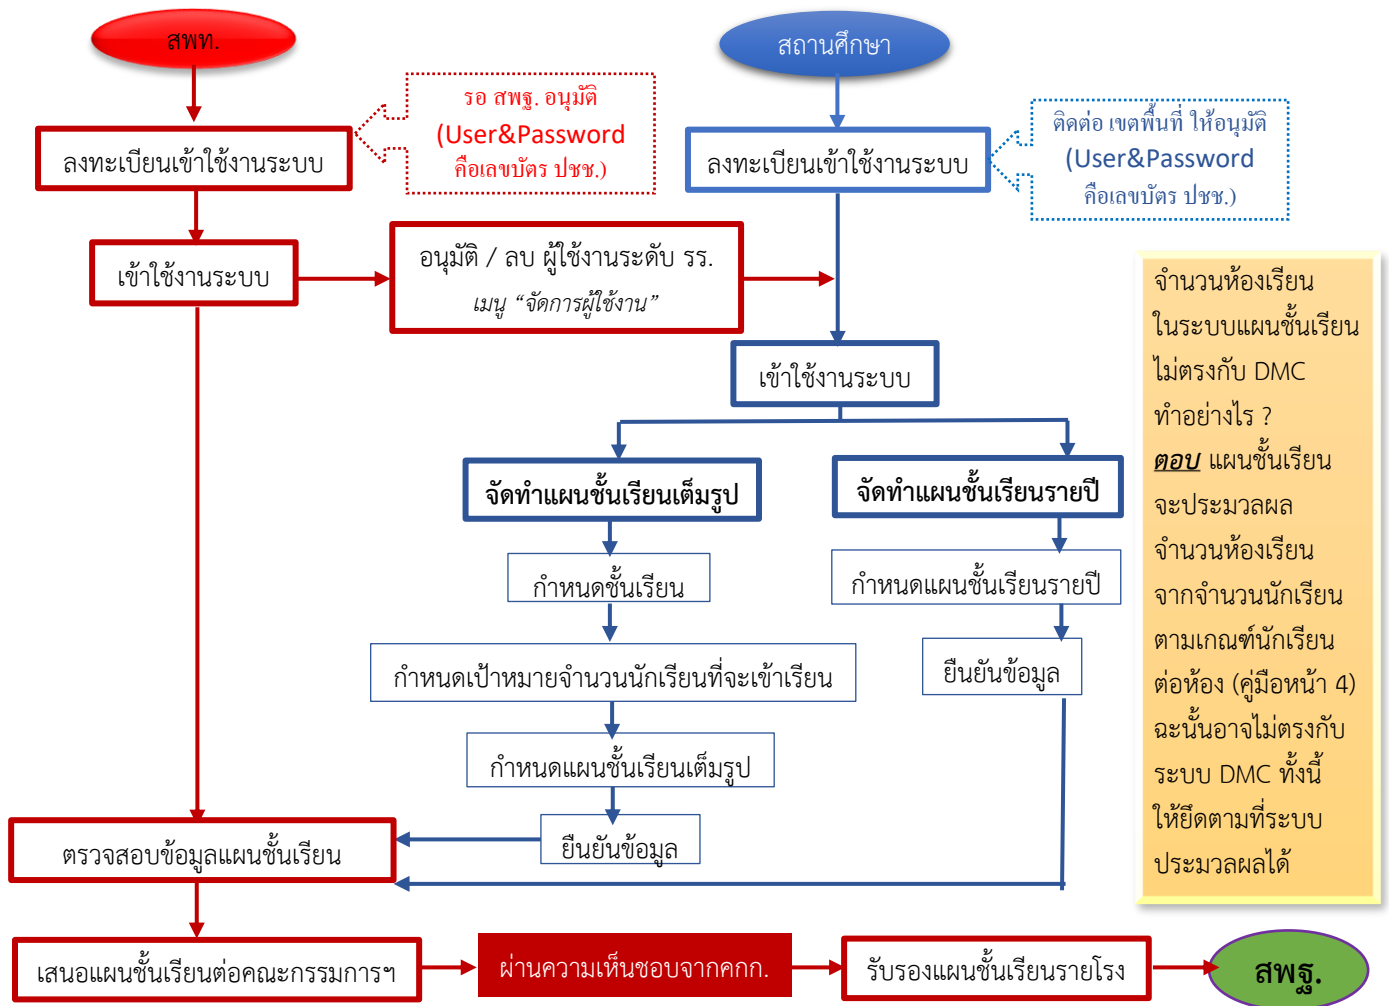 สพท.
สถานศึกษา
รอ สพฐ. อนุมัติ
(User&Password
คือเลขบัตร ปชช.)
ติดต่อ เขตพื้นที่ ให้อนุมัติ
(User&Password
คือเลขบัตร ปชช.)
ลงทะเบียนเข้าใช้งานระบบ
ลงทะเบียนเข้าใช้งานระบบ
เข้าใช้งานระบบ
อนุมัติ / ลบ ผู้ใช้งานระดับ รร.
เมนู “จัดการผู้ใช้งาน”
เข้าใช้งานระบบ
จัดทำแผนชั้นเรียนเต็มรูป
จัดทำแผนชั้นเรียนรายปี
กำหนดชั้นเรียน
กำหนดแผนชั้นเรียนรายปี
กำหนดเป้าหมายจำนวนนักเรียนที่จะเข้าเรียน
ยืนยันข้อมูล
กำหนดแผนชั้นเรียนเต็มรูป
ยืนยันข้อมูล
ตรวจสอบข้อมูลแผนชั้นเรียน
จำนวนห้องเรียน
ในระบบแผนชั้นเรียน
ไม่ตรงกับ DMC
ทำอย่างไร ?
ตอบ แผนชั้นเรียน
จะประมวลผล
จำนวนห้องเรียน
จากจำนวนนักเรียน
ตามเกณฑ์นักเรียน
ต่อห้อง (คู่มือหน้า 4)
ฉะนั้นอาจไม่ตรงกับ
ระบบ DMC ทั้งนี้
ให้ยึดตามที่ระบบ
ประมวลผลได้
เสนอแผนชั้นเรียนต่อคณะกรรมการฯ
ผ่านความเห็นชอบจากคกก.
รับรองแผนชั้นเรียนรายโรง
สพฐ.